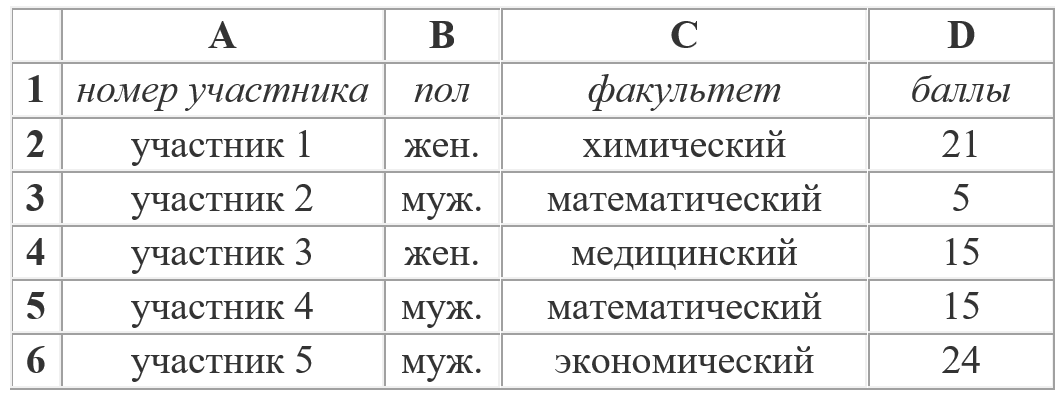 A B C D
1 номер участника пол факультет баллы
2 участник 1 жен. химический 21
3 участник 2 муж. математический 5
4 участник 3 жен. медицинский 15
5 участник 4 муж. математический 15
6 участник 5 муж. экономический 24